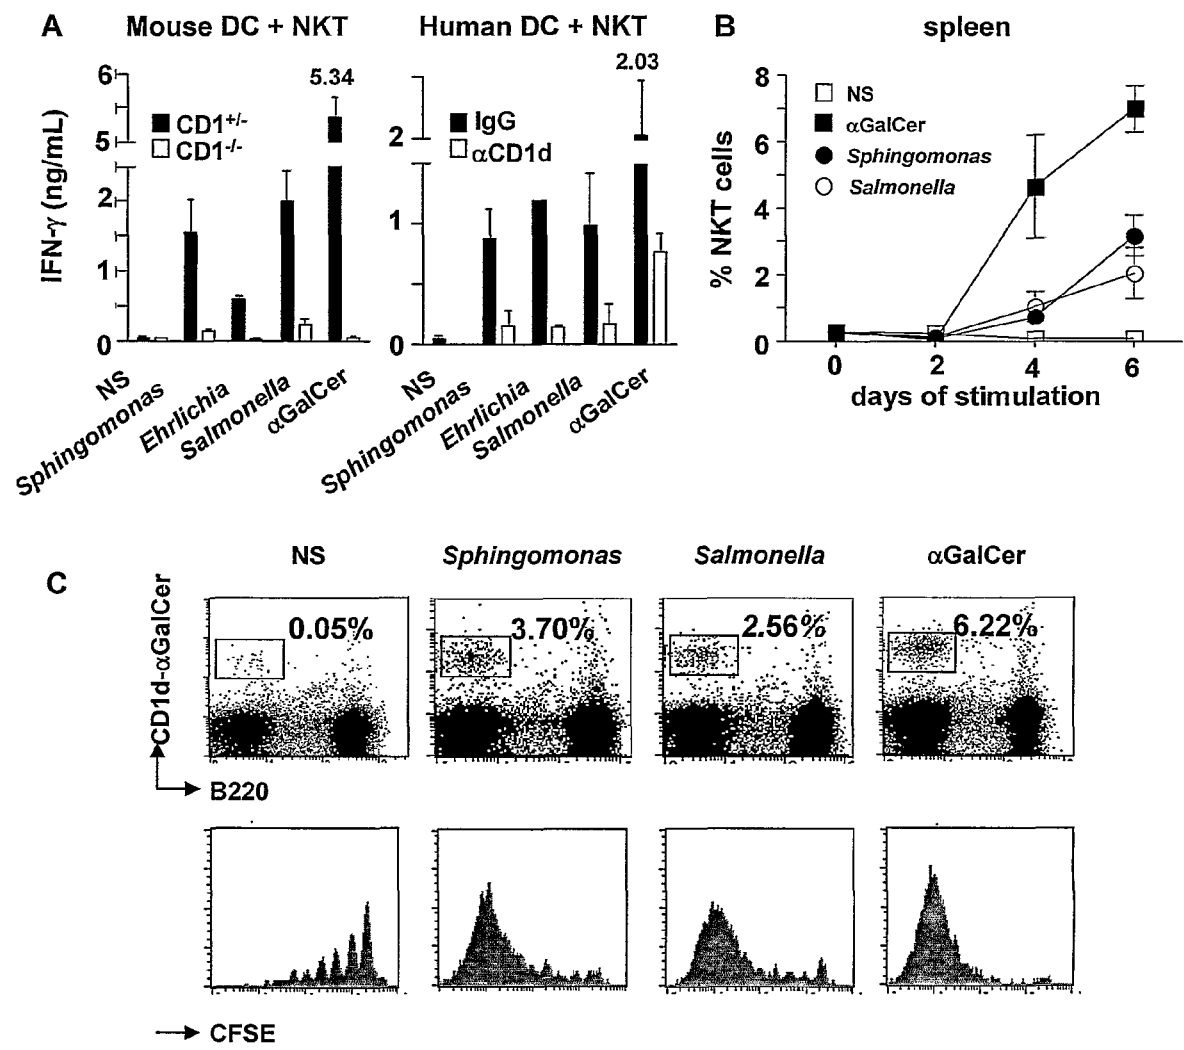 A
Mouse DC + NKT
Human DC + NKT
B
spleen
IFN-γ (ng/mL)
6
5
2
1
0
5.34
CD1+/-
CD1-/-
NS
Sphingomonas
Ehrlichia
Salmonella
αGalCer
2
1
0
2.03
IgG
αCD1d
NS
Sphingomonas
Ehrlichia
Salmonella
αGalCer
% NKT cells
8
6
4
2
0
NS
αGalCer
Sphingomonas
Salmonella
0 2 4 6
days of stimulation
C
NS
Sphingomonas
Salmonella
αGalCer
CD1d-αGalCer
0.05%
3.70%
2.56%
6.22%
B220
CFSE